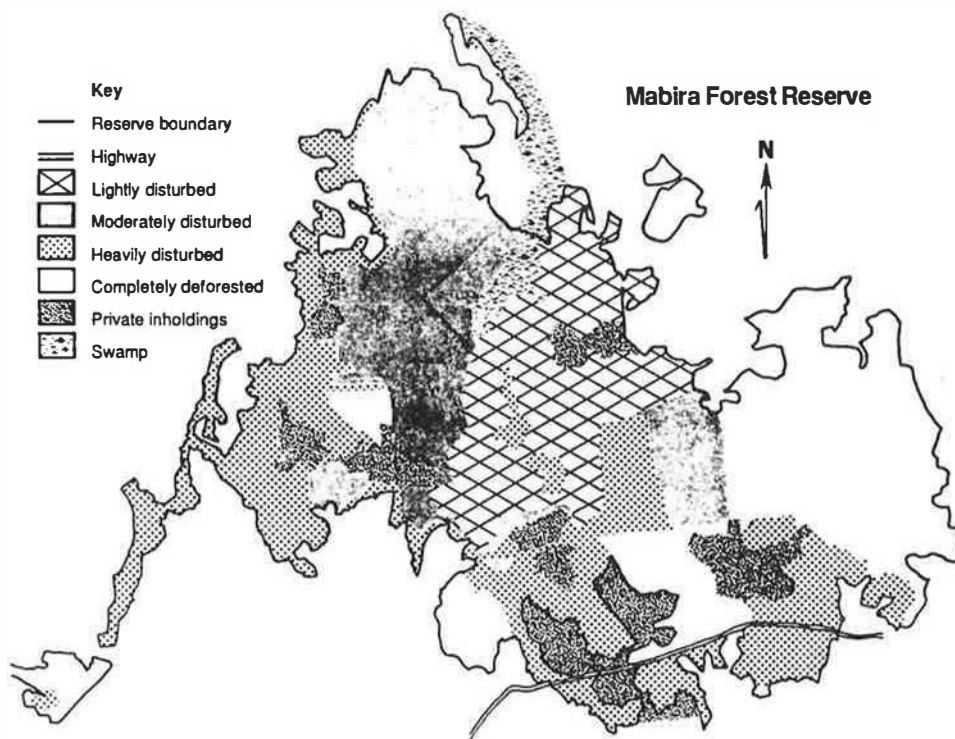 Key
Reserve boundary
Highway
Lightly disturbed
Moderately disturbed
Heavily disturbed
Completely deforested
Private inholdings
Swamp
Mabira Forest Reserve
N